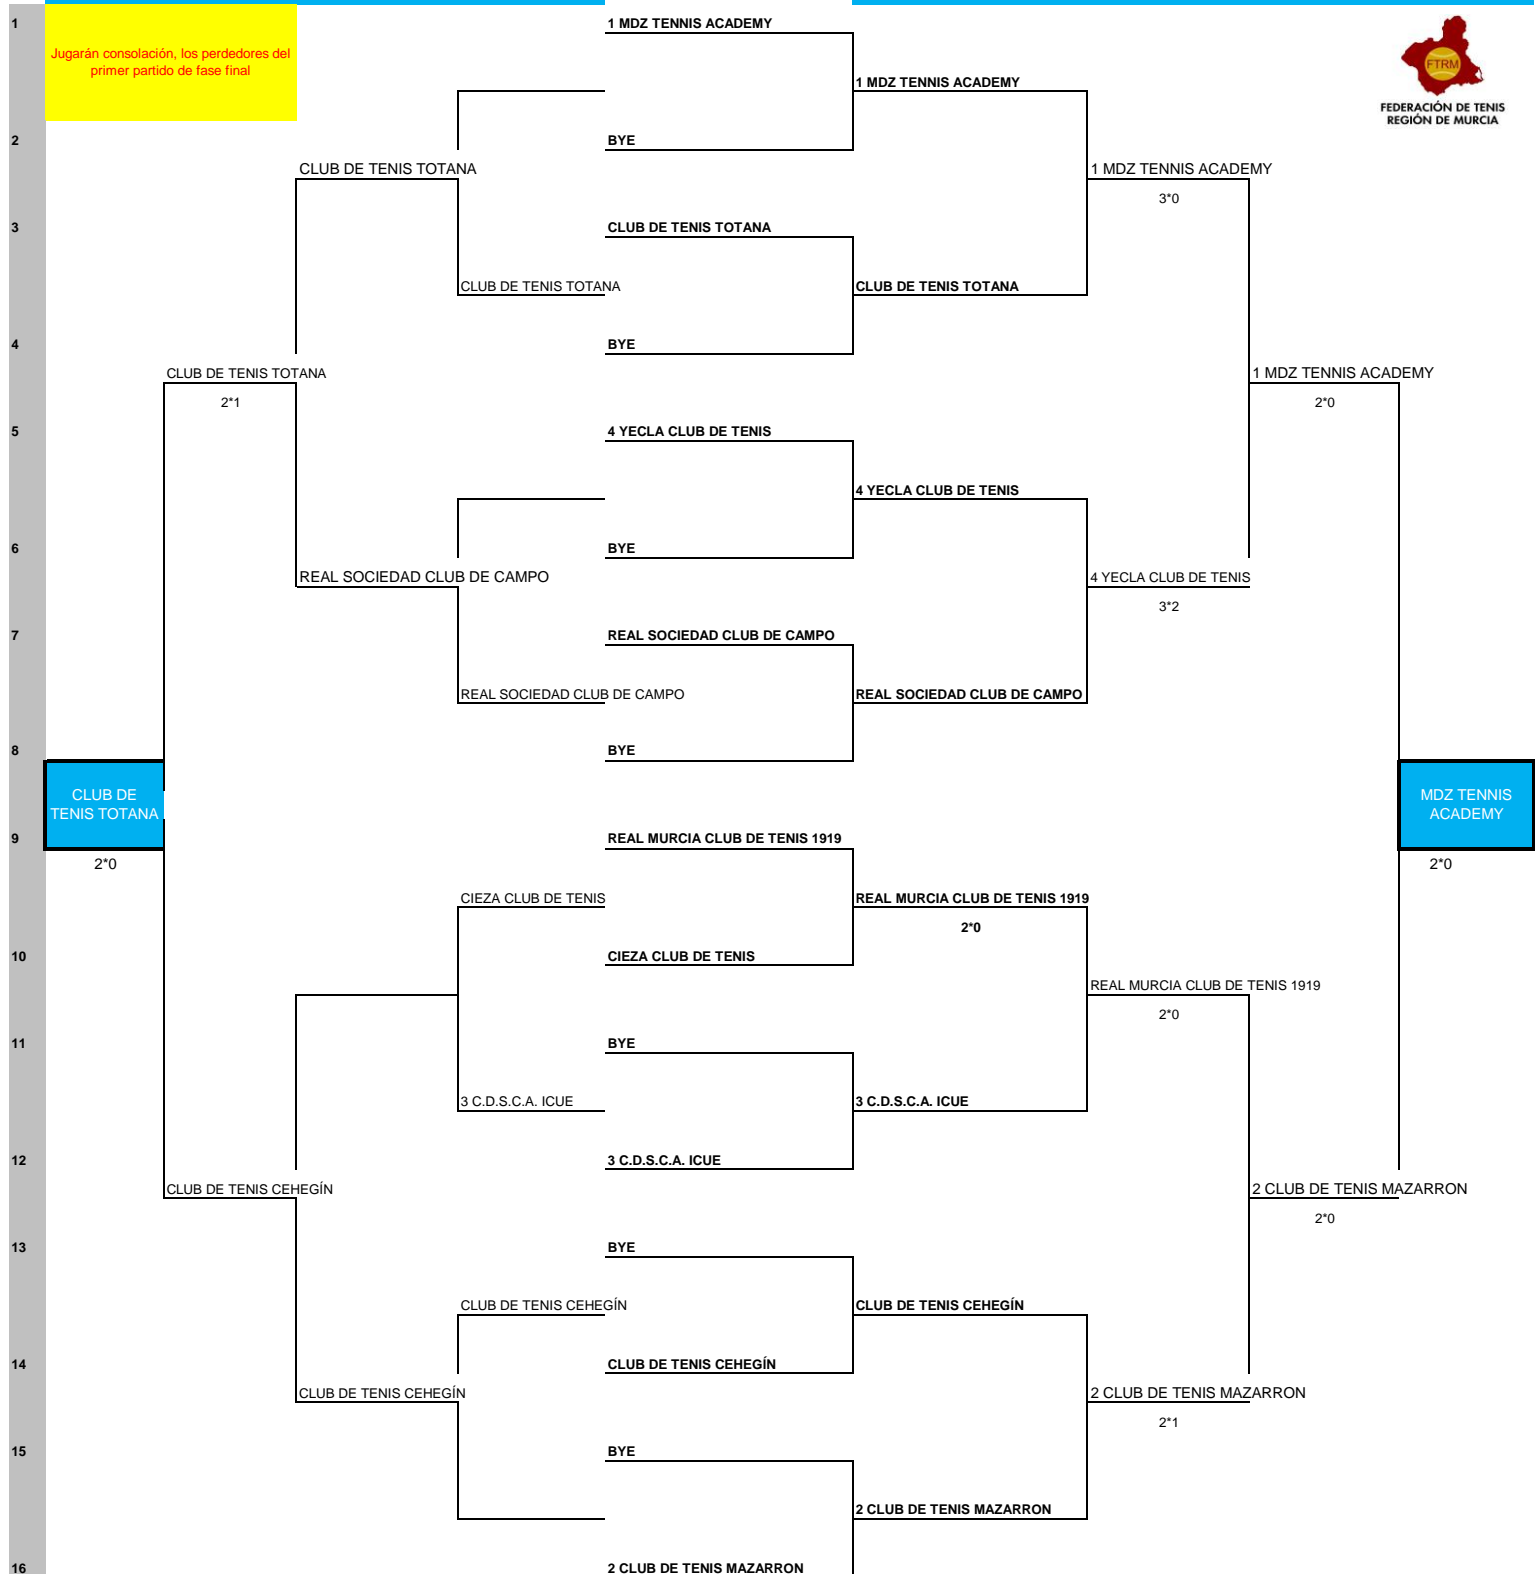 1
1 MDZ TENNIS ACADEMY
Jugarán consolación, los perdedores del
primer partido de fase final
FTRM
1 MDZ TENNIS ACADEMY
FEDERACIÓN DE TENIS
REGIÓN DE MURCIA
2
BYE
CLUB DE TENIS TOTANA
1 MDZ TENNIS ACADEMY
3*0
3
CLUB DE TENIS TOTANA
CLUB DE TENIS TOTANA
CLUB DE TENIS TOTANA
4
BYE
CLUB DE TENIS TOTANA
1 MDZ TENNIS ACADEMY
2*1
2*0
5
4 YECLA CLUB DE TENIS
4 YECLA CLUB DE TENIS
6
BYE
REAL SOCIEDAD CLUB DE CAMPO
4 YECLA CLUB DE TENIS
3*2
7
REAL SOCIEDAD CLUB DE CAMPO
REAL SOCIEDAD CLUB DE CAMPO
REAL SOCIEDAD CLUB DE CAMPO
8
BYE
CLUB DE
TENIS TOTANA
MDZ TENNIS
ACADEMY
9
REAL MURCIA CLUB DE TENIS 1919
2*0
2*0
CIEZA CLUB DE TENIS
REAL MURCIA CLUB DE TENIS 1919
2*0
10
CIEZA CLUB DE TENIS
REAL MURCIA CLUB DE TENIS 1919
2*0
11
BYE
3 C.D.S.C.A. ICUE
3 C.D.S.C.A. ICUE
12
3 C.D.S.C.A. ICUE
CLUB DE TENIS CEHEGÍN
2 CLUB DE TENIS MAZARRON
2*0
13
BYE
CLUB DE TENIS CEHEGÍN
CLUB DE TENIS CEHEGÍN
14
CLUB DE TENIS CEHEGÍN
CLUB DE TENIS CEHEGÍN
2 CLUB DE TENIS MAZARRON
2*1
15
BYE
2 CLUB DE TENIS MAZARRON
16
2 CLUB DE TENIS MAZARRON